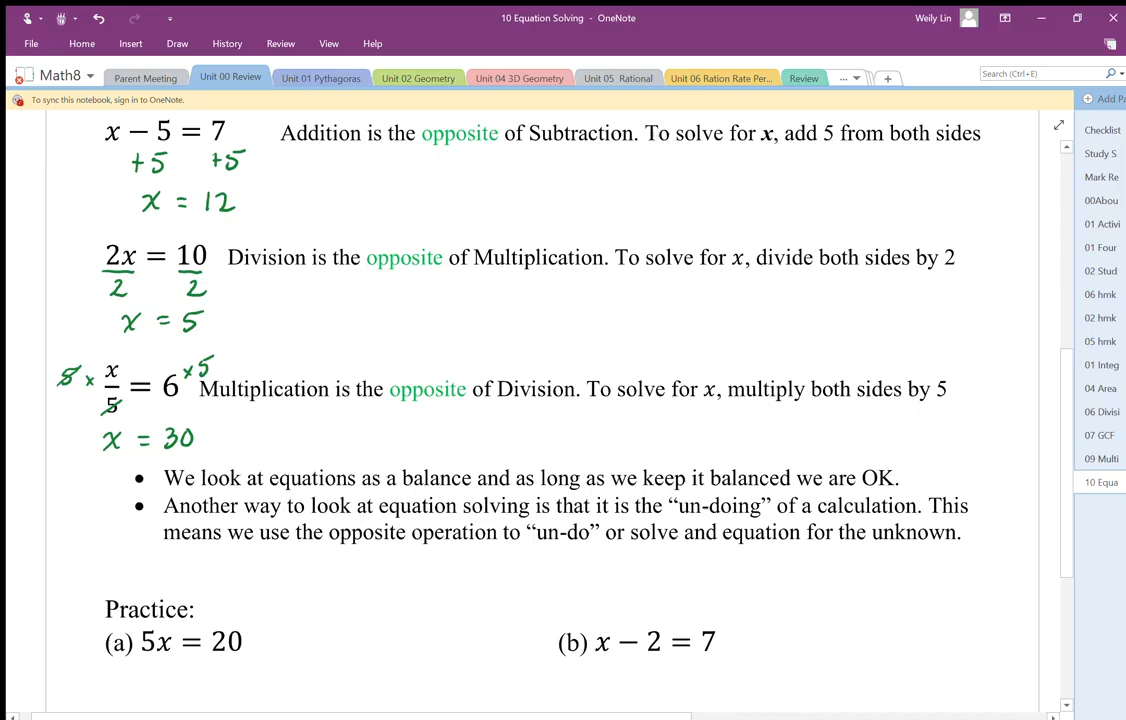 10 Equation Solving - OneNote
Weily Lin
File Home Insert Draw History Review View Help
Math8 Parent Meeting Unit 00 Review Unit 01 Pythagoras Unit 02 Geometry Unit 04 3D Geometry Unit 05 Rational Unit 06 Ration Rate Per... Review ... +
Search (Ctrl+E)
To sync this notebook, sign in to OneNote.
Add Pa
x − 5 = 7 Addition is the opposite of Subtraction. To solve for x, add 5 from both sides
+5 +5
x = 12
2x = 10 Division is the opposite of Multiplication. To solve for x, divide both sides by 2
2 2
x = 5
5 × x/5 = 6 ×5 Multiplication is the opposite of Division. To solve for x, multiply both sides by 5
x = 30
• We look at equations as a balance and as long as we keep it balanced we are OK.
• Another way to look at equation solving is that it is the “un-doing” of a calculation. This
means we use the opposite operation to “un-do” or solve and equation for the unknown.
Practice:
(a) 5x = 20 (b) x − 2 = 7
Checklist
Study S
Mark Re
00Abou
01 Activi
01 Four
02 Stud
06 hmk
02 hmk
05 hmk
01 Integ
04 Area
06 Divisi
07 GCF
09 Multi
10 Equa